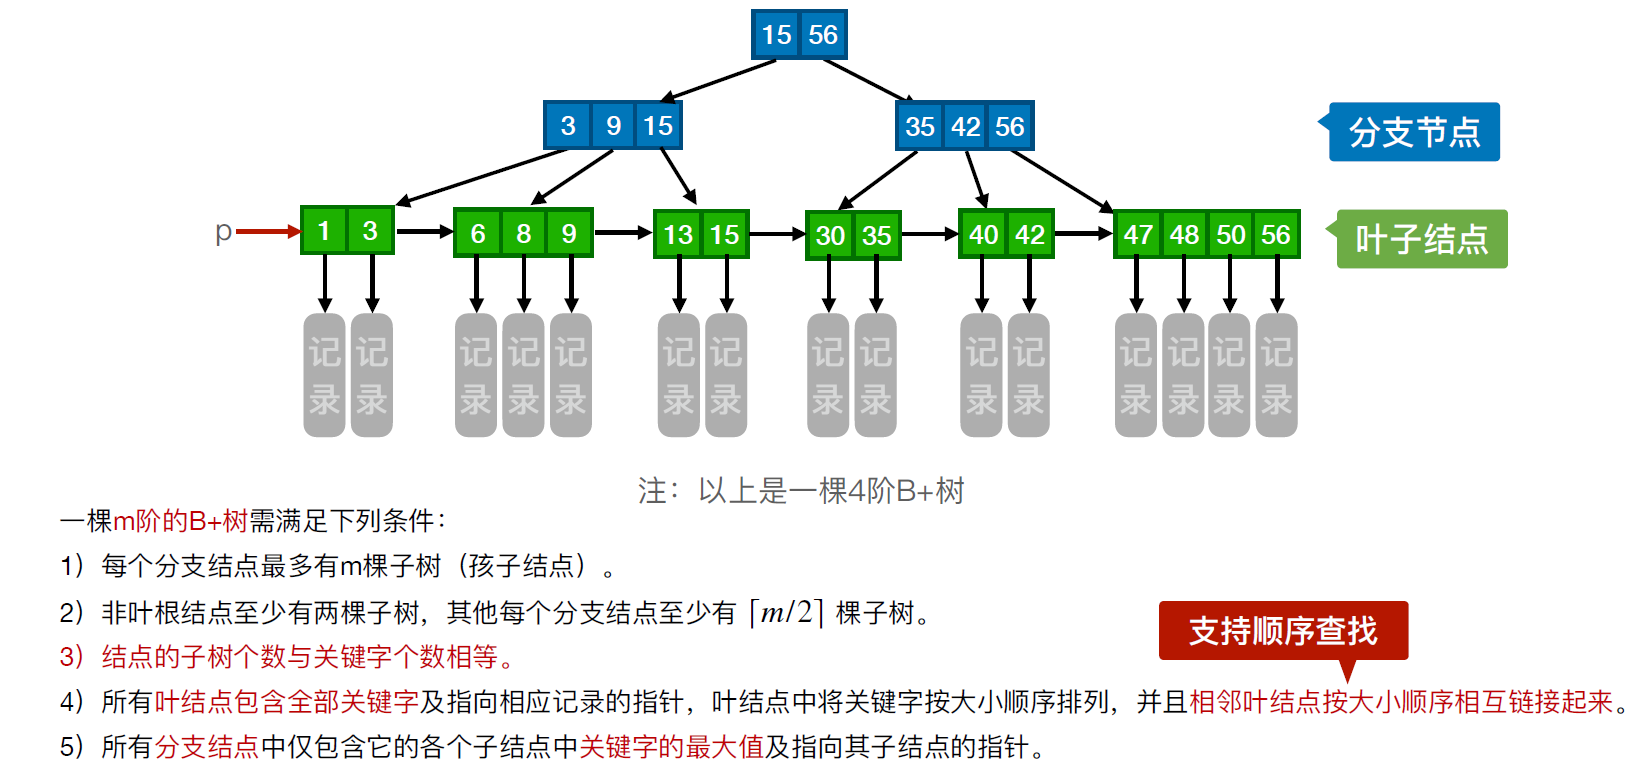 15 56
3 9 15
35 42 56
分支节点
p
1 3
6 8 9
13 15
30 35
40 42
47 48 50 56
叶子结点
记录 记录
记录 记录 记录
记录 记录
记录 记录
记录 记录
记录 记录 记录 记录
注：以上是一棵4阶B+树
一棵m阶的B+树需满足下列条件：
1）每个分支结点最多有m棵子树（孩子结点）。
2）非叶根结点至少有两棵子树，其他每个分支结点至少有 ⌈m/2⌉ 棵子树。
3）结点的子树个数与关键字个数相等。
支持顺序查找
4）所有叶结点包含全部关键字及指向相应记录的指针，叶结点中将关键字按大小顺序排列，并且相邻叶结点按大小顺序相互链接起来。
5）所有分支结点中仅包含它的各个子结点中关键字的最大值及指向其子结点的指针。